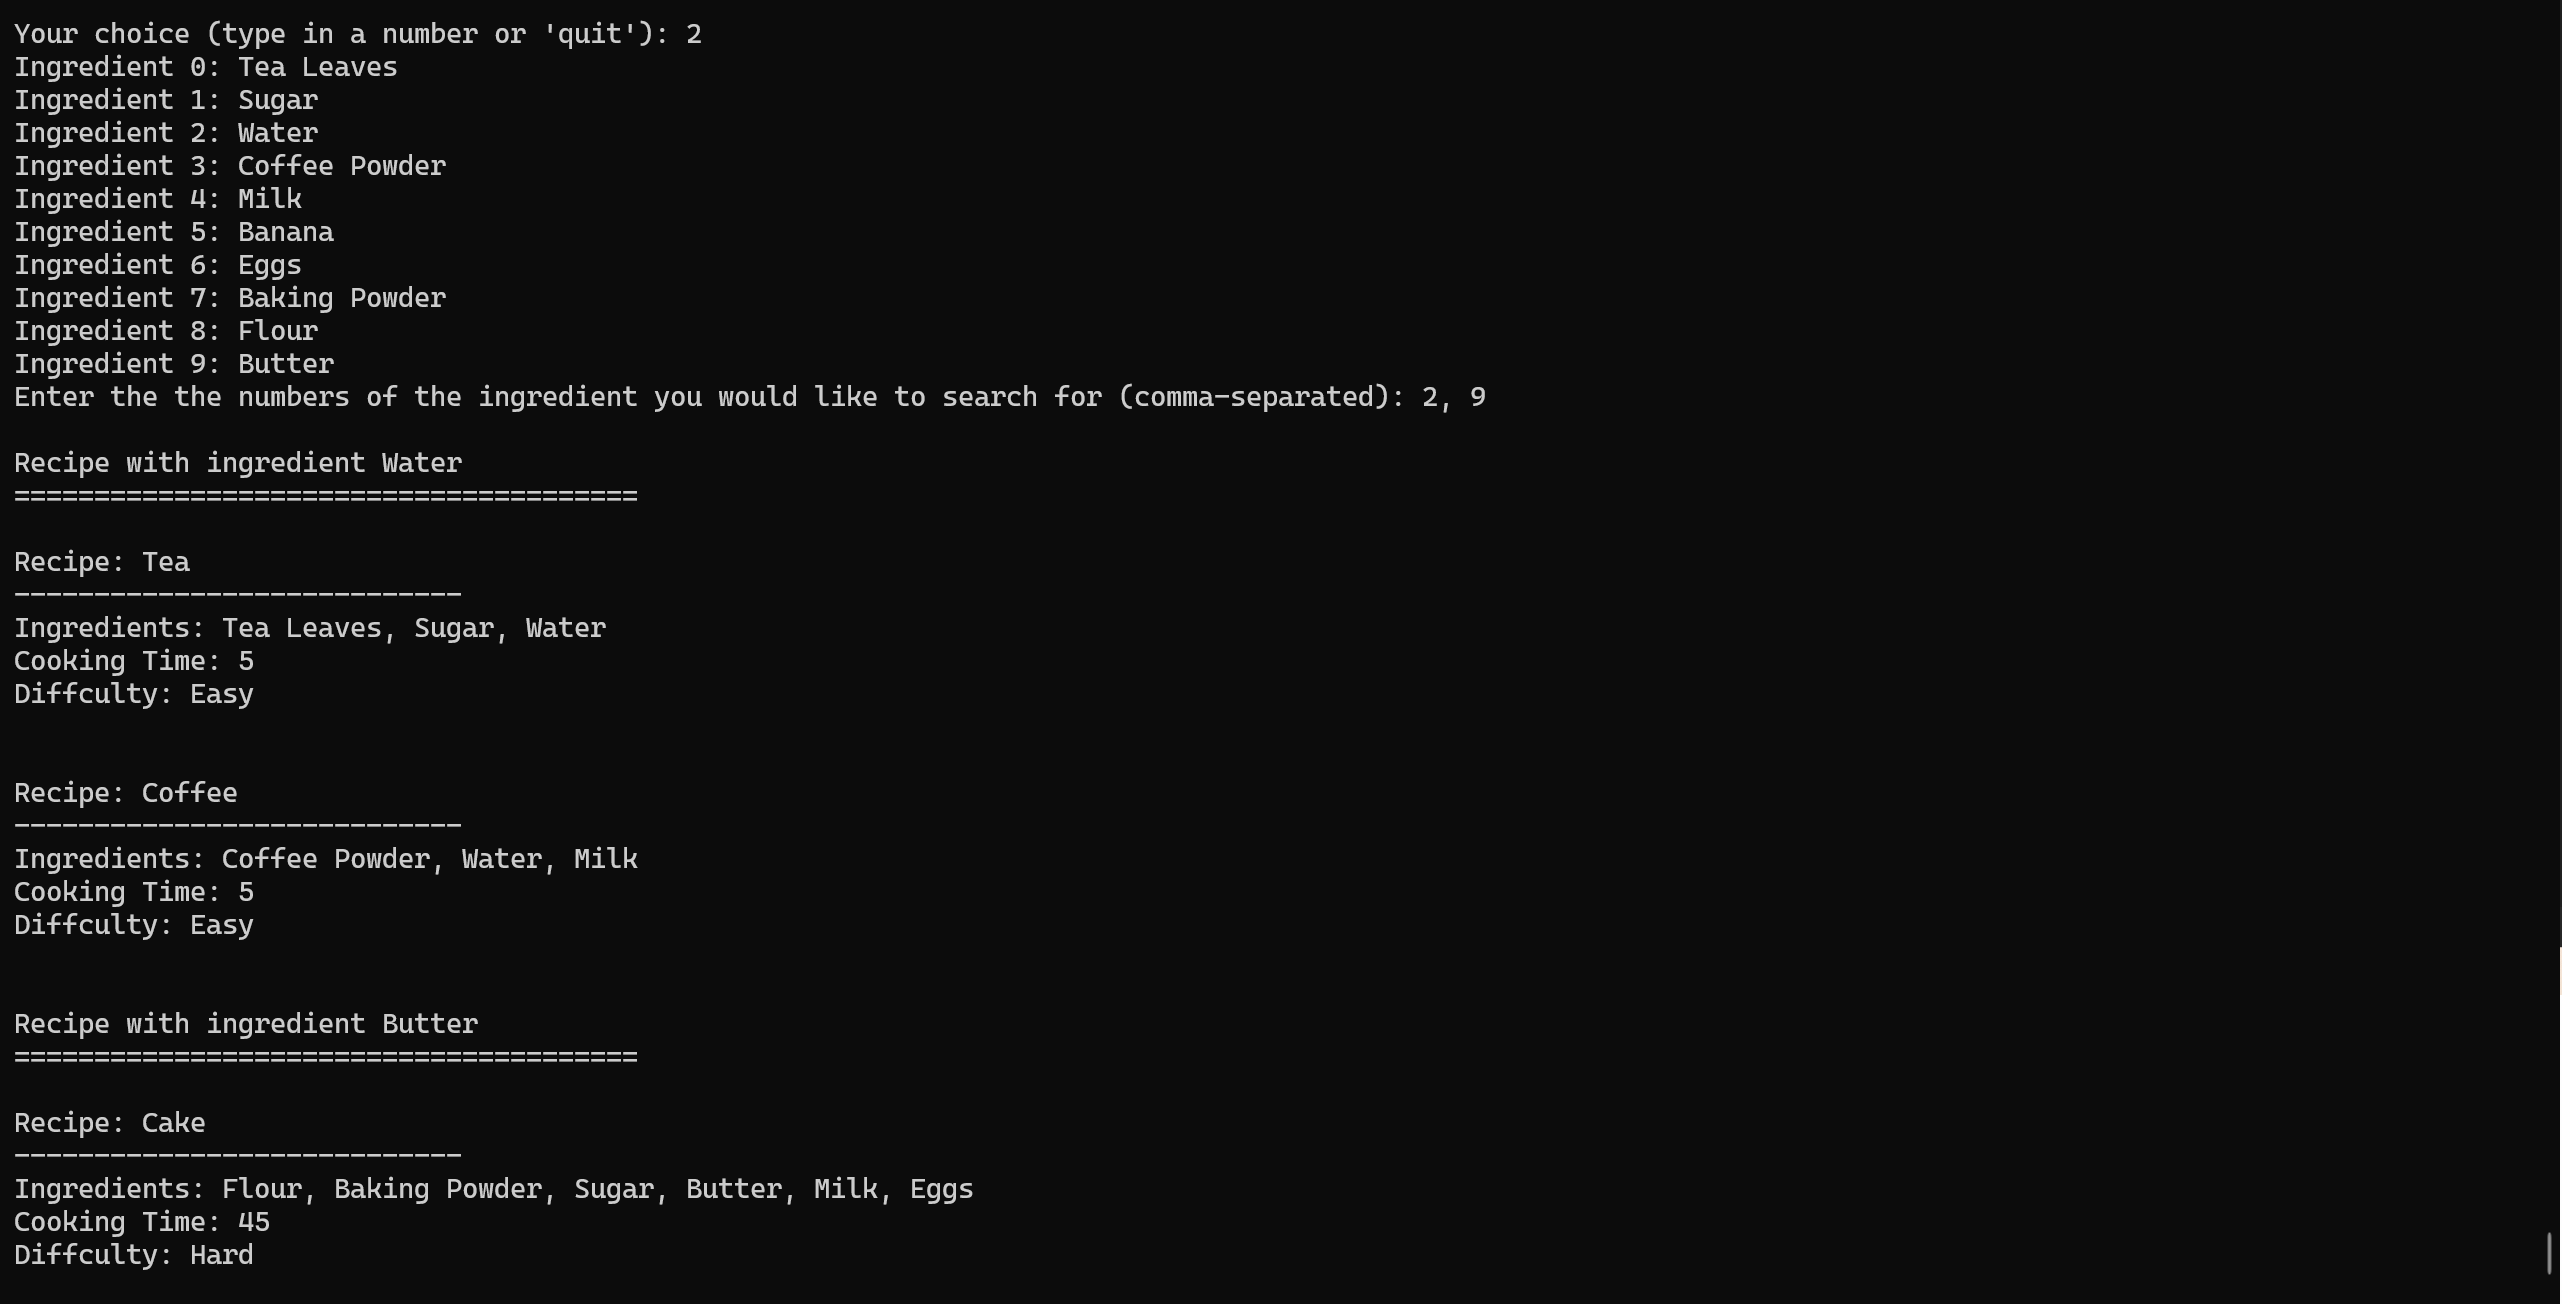 Your choice (type in a number or 'quit'): 2
Ingredient 0: Tea Leaves
Ingredient 1: Sugar
Ingredient 2: Water
Ingredient 3: Coffee Powder
Ingredient 4: Milk
Ingredient 5: Banana
Ingredient 6: Eggs
Ingredient 7: Baking Powder
Ingredient 8: Flour
Ingredient 9: Butter
Enter the the numbers of the ingredient you would like to search for (comma-separated): 2, 9
Recipe with ingredient Water
=======================================
Recipe: Tea
----------------------------
Ingredients: Tea Leaves, Sugar, Water
Cooking Time: 5
Diffculty: Easy
Recipe: Coffee
----------------------------
Ingredients: Coffee Powder, Water, Milk
Cooking Time: 5
Diffculty: Easy
Recipe with ingredient Butter
=======================================
Recipe: Cake
----------------------------
Ingredients: Flour, Baking Powder, Sugar, Butter, Milk, Eggs
Cooking Time: 45
Diffculty: Hard